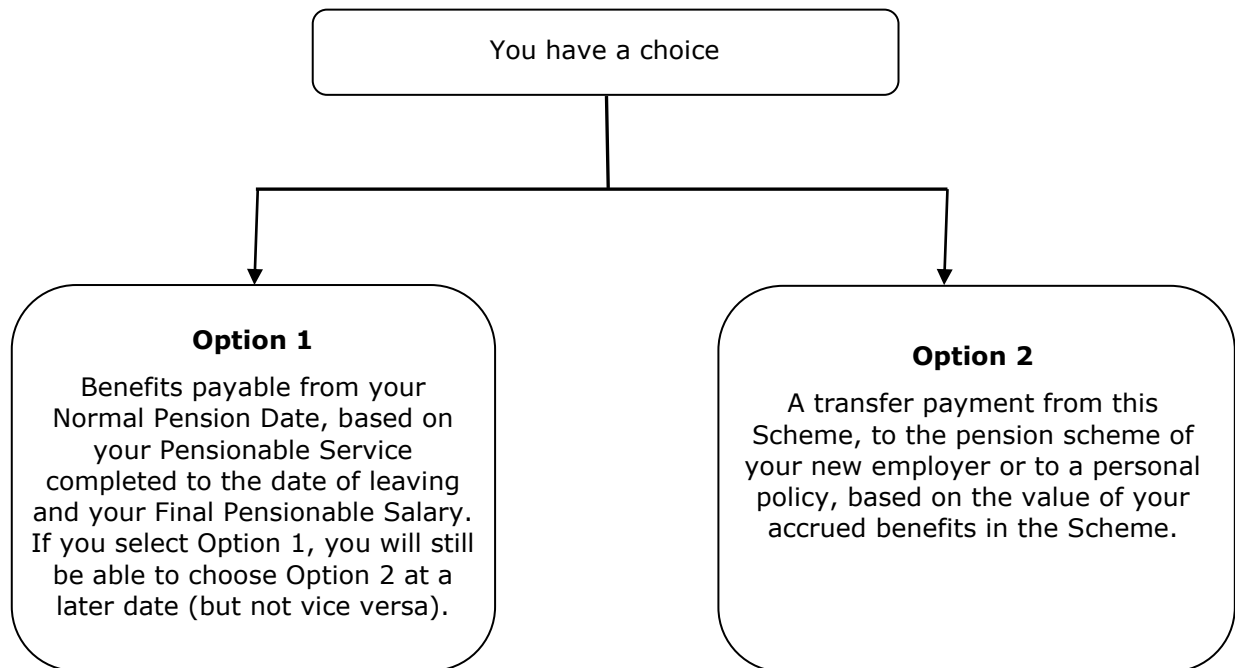 You have a choice
Option 1
Benefits payable from your
Normal Pension Date, based on
your Pensionable Service
completed to the date of leaving
and your Final Pensionable Salary.
If you select Option 1, you will still
be able to choose Option 2 at a
later date (but not vice versa).
Option 2
A transfer payment from this
Scheme, to the pension scheme of
your new employer or to a personal
policy, based on the value of your
accrued benefits in the Scheme.